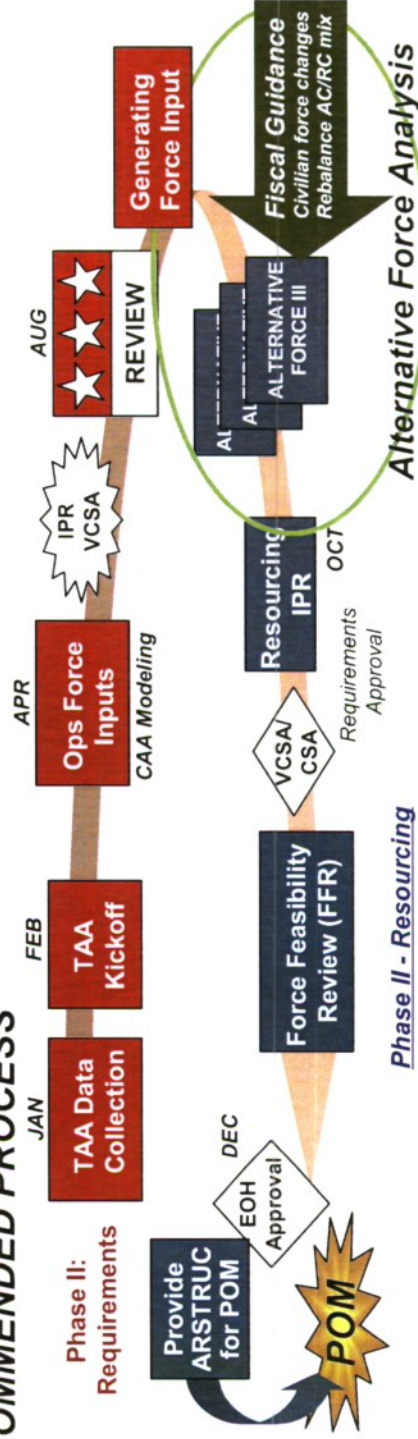 OMMENDED PROCESS
JAN
FEB
APR
AUG
TAA Data
Collection
TAA
Kickoff
Ops Force
Inputs
CAA Modeling
IPR
VCSA
REVIEW
Generating
Force Input
Phase II:
Requirements
Fiscal Guidance
Civilian force changes
Rebalance AC/RC mix
AL
AL
ALTERNATIVE
FORCE III
Alternative Force Analysis
Resourcing
IPR
OCT
VCSA/
CSA
Requirements
Approval
Force Feasibility
Review (FFR)
Phase II - Resourcing
DEC
EOH
Approval
Provide
ARSTRUC
for POM
POM